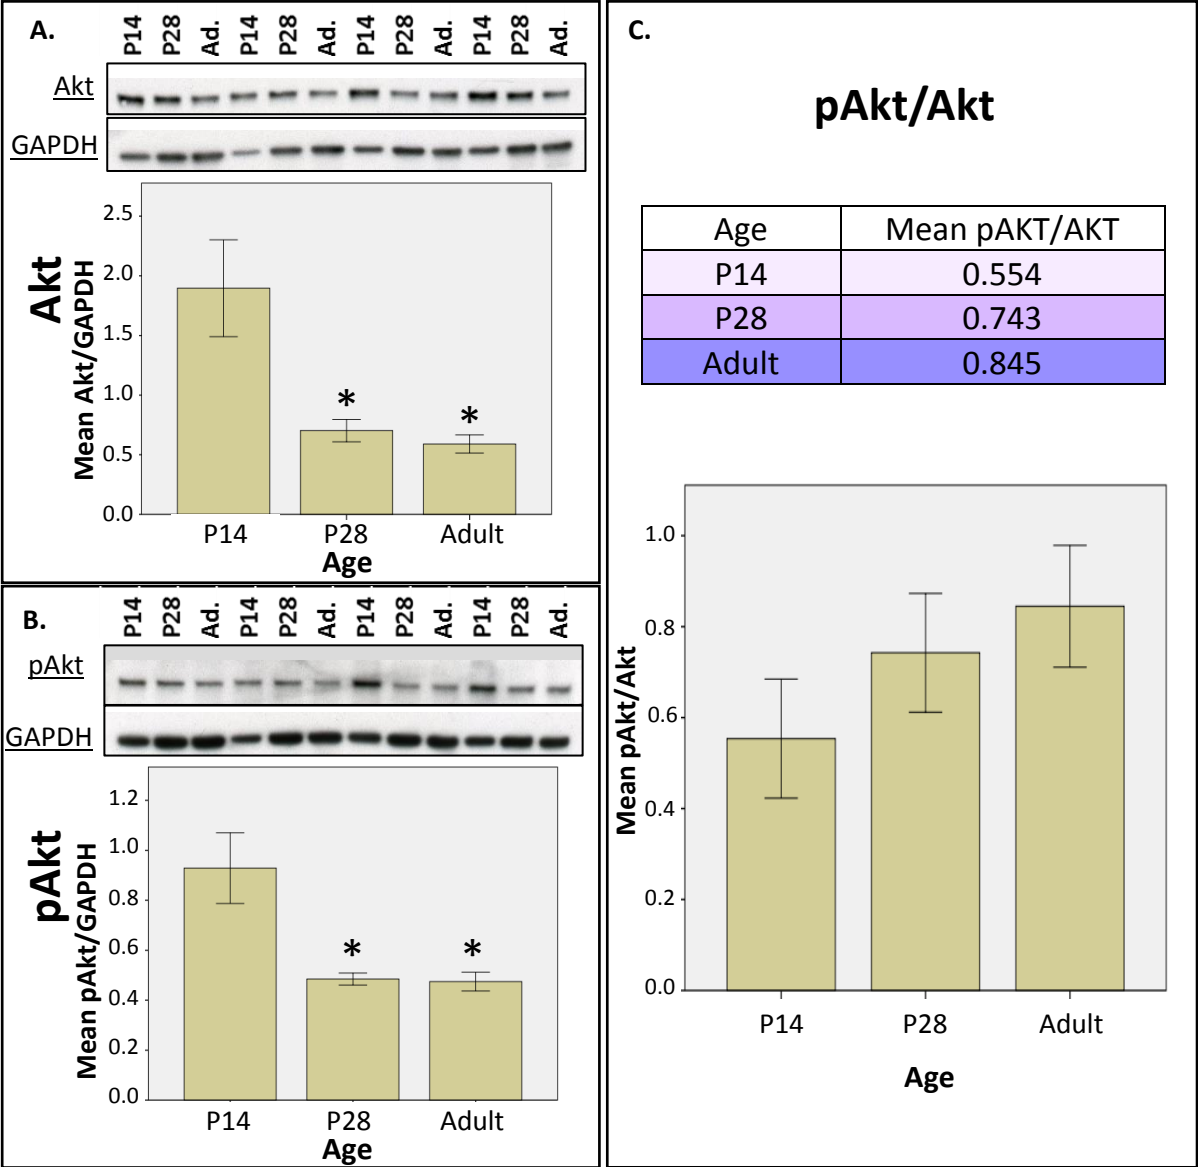 A.
P14 P28 Ad. P14 P28 Ad. P14 P28 Ad. P14 P28 Ad.
Akt
GAPDH
Akt
Mean Akt/GAPDH
2.5
2.0
1.5
1.0
0.5
0.0
*
*
P14 P28 Adult
Age
B.
P14 P28 Ad. P14 P28 Ad. P14 P28 Ad. P14 P28 Ad.
pAkt
GAPDH
pAkt
Mean pAkt/GAPDH
1.2
1.0
0.8
0.6
0.4
0.2
0.0
*
*
P14 P28 Adult
Age
C.
pAkt/Akt
Age Mean pAKT/AKT
P14 0.554
P28 0.743
Adult 0.845
Mean pAkt/Akt
1.0
0.8
0.6
0.4
0.2
0.0
P14 P28 Adult
Age